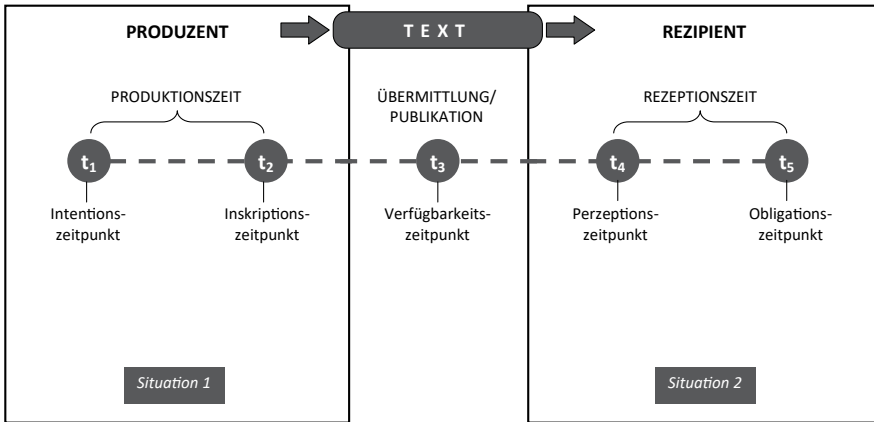 PRODUZENT
TEXT
REZIPIENT
PRODUKTIONSZEIT
ÜBERMITTLUNG/
PUBLIKATION
REZEPTIONSZEIT
t₁
t₂
t₃
t₄
t₅
Intentions-
zeitpunkt
Inskriptions-
zeitpunkt
Verfügbarkeits-
zeitpunkt
Perzeptions-
zeitpunkt
Obligations-
zeitpunkt
Situation 1
Situation 2